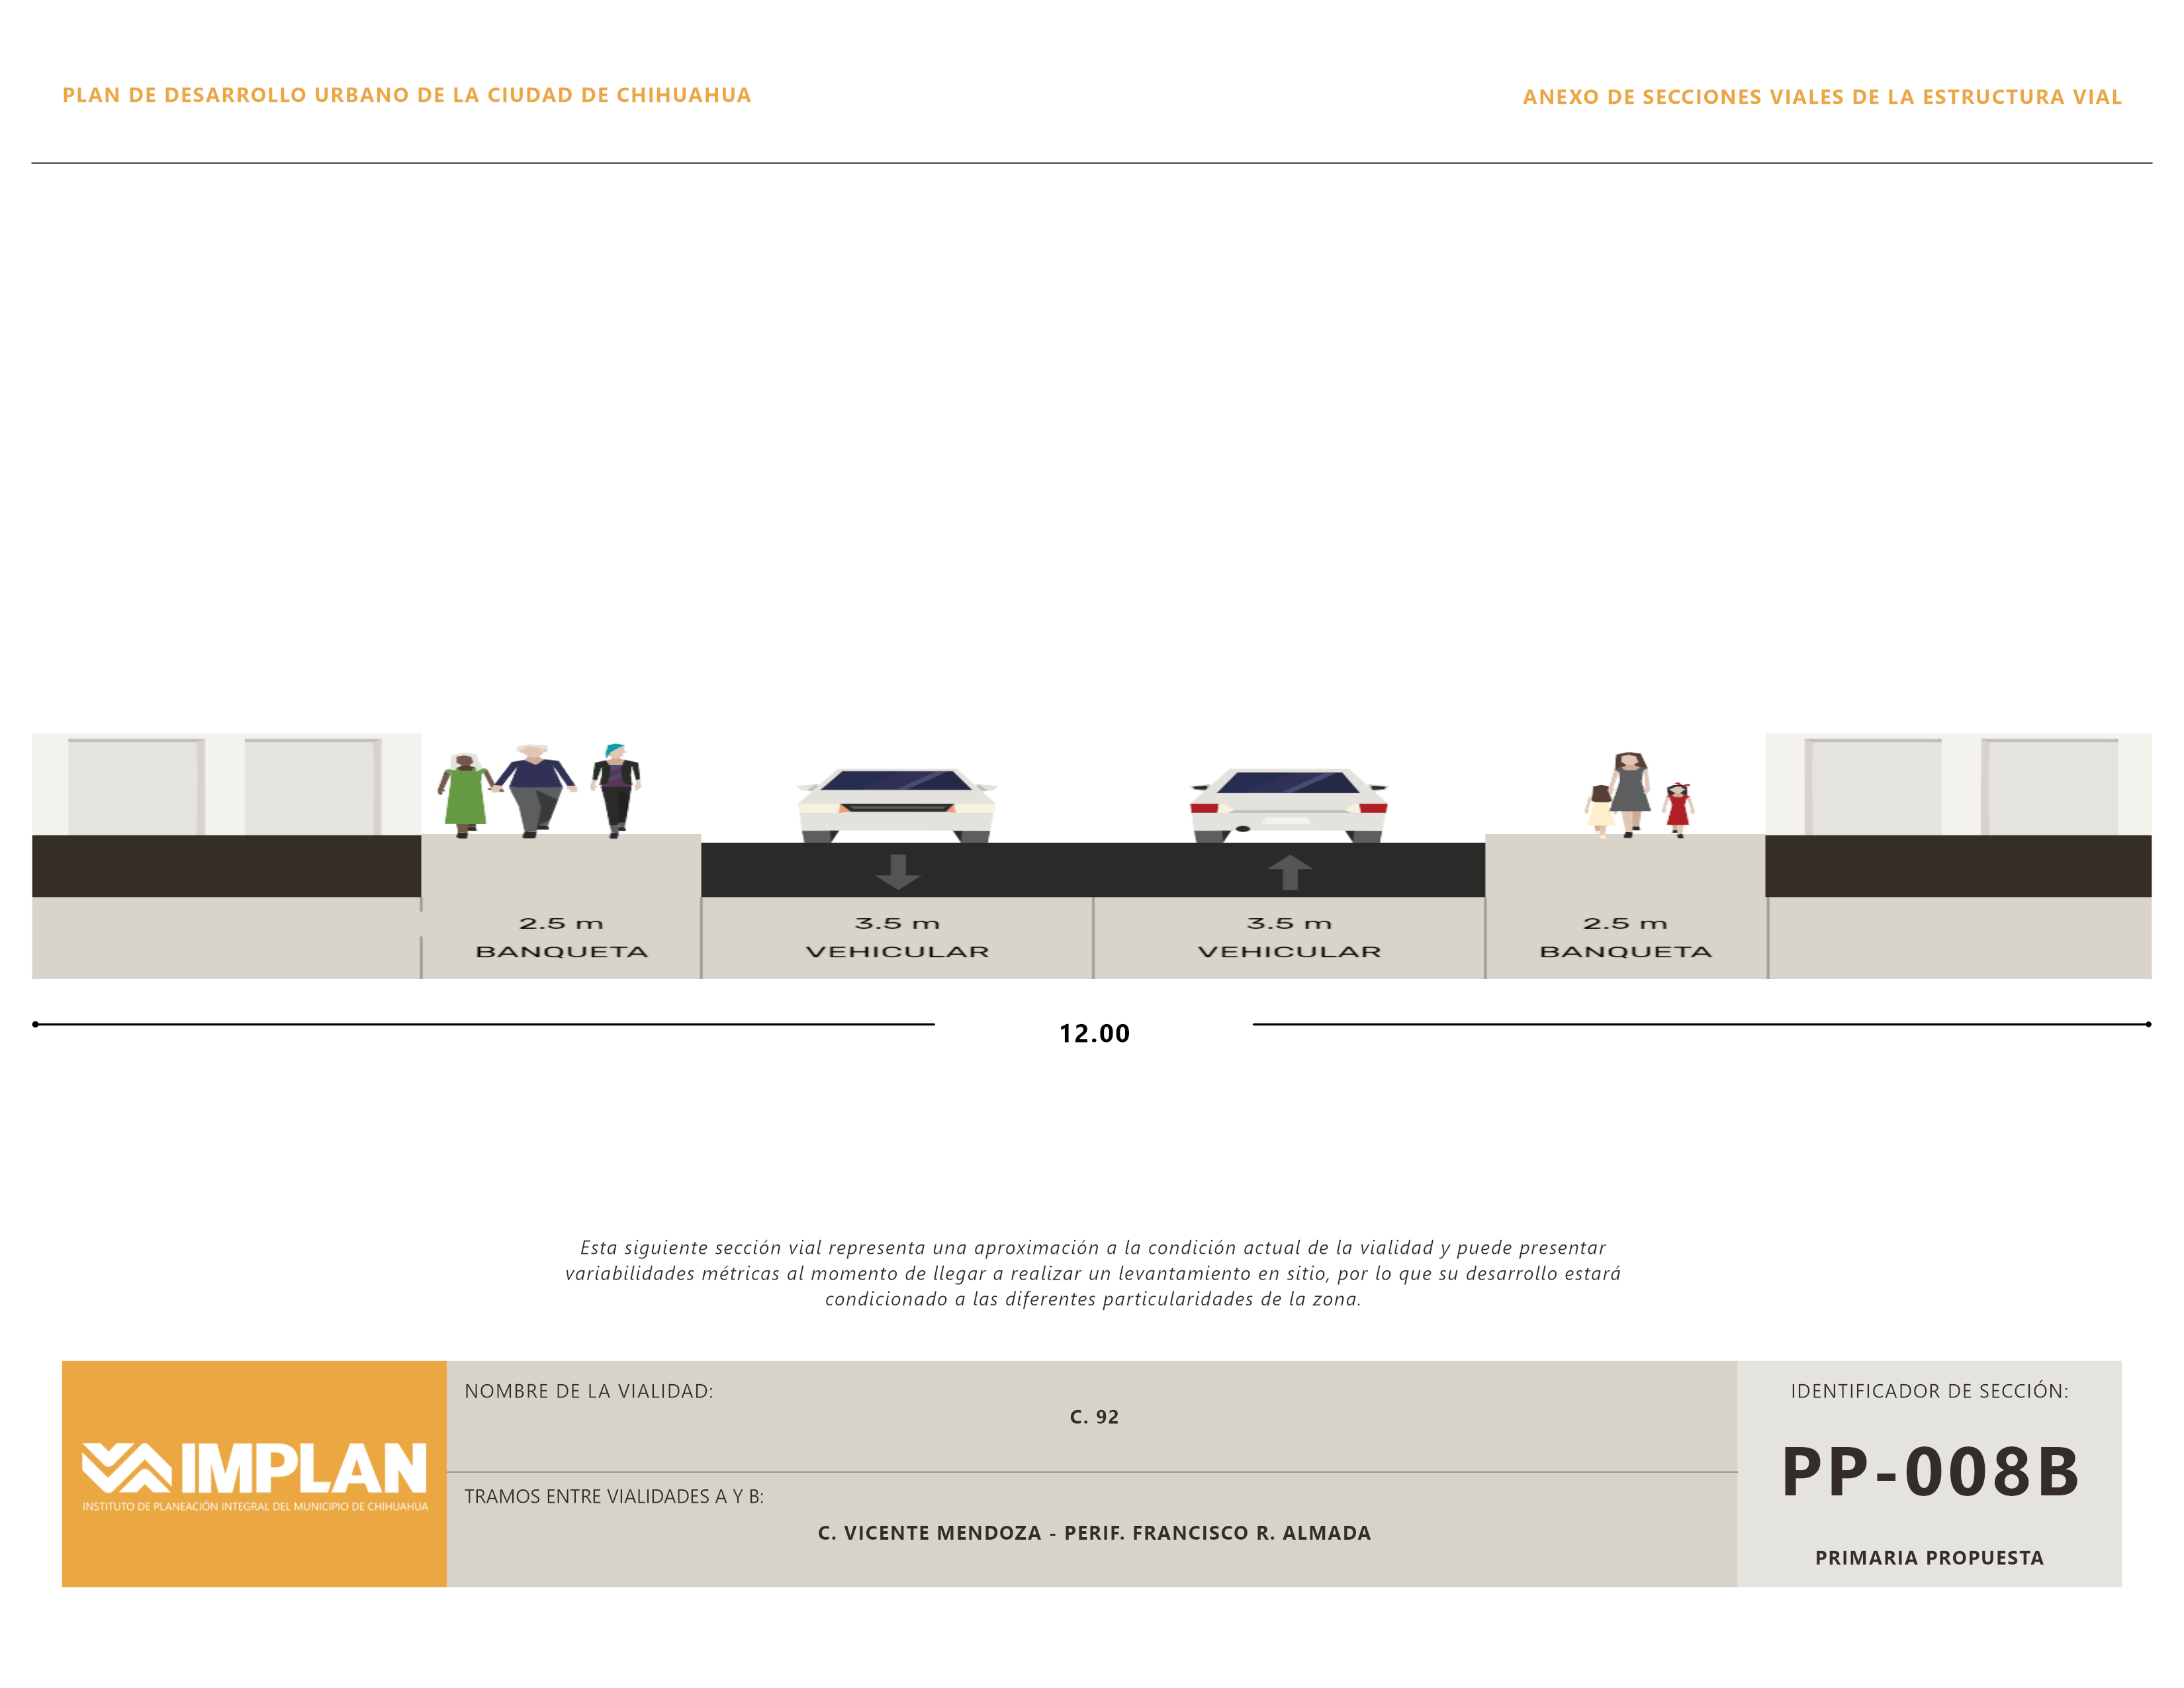 PLAN DE DESARROLLO URBANO DE LA CIUDAD DE CHIHUAHUA
ANEXO DE SECCIONES VIALES DE LA ESTRUCTURA VIAL
2.5 m
BANQUETA
3.5 m
VEHICULAR
3.5 m
VEHICULAR
2.5 m
BANQUETA
12.00
Esta siguiente sección vial representa una aproximación a la condición actual de la vialidad y puede presentar
variabilidades métricas al momento de llegar a realizar un levantamiento en sitio, por lo que su desarrollo estará
condicionado a las diferentes particularidades de la zona.
IMPLAN
INSTITUTO DE PLANEACIÓN INTEGRAL DEL MUNICIPIO DE CHIHUAHUA
NOMBRE DE LA VIALIDAD:
C. 92
TRAMOS ENTRE VIALIDADES A Y B:
C. VICENTE MENDOZA - PERIF. FRANCISCO R. ALMADA
IDENTIFICADOR DE SECCIÓN:
PP-008B
PRIMARIA PROPUESTA